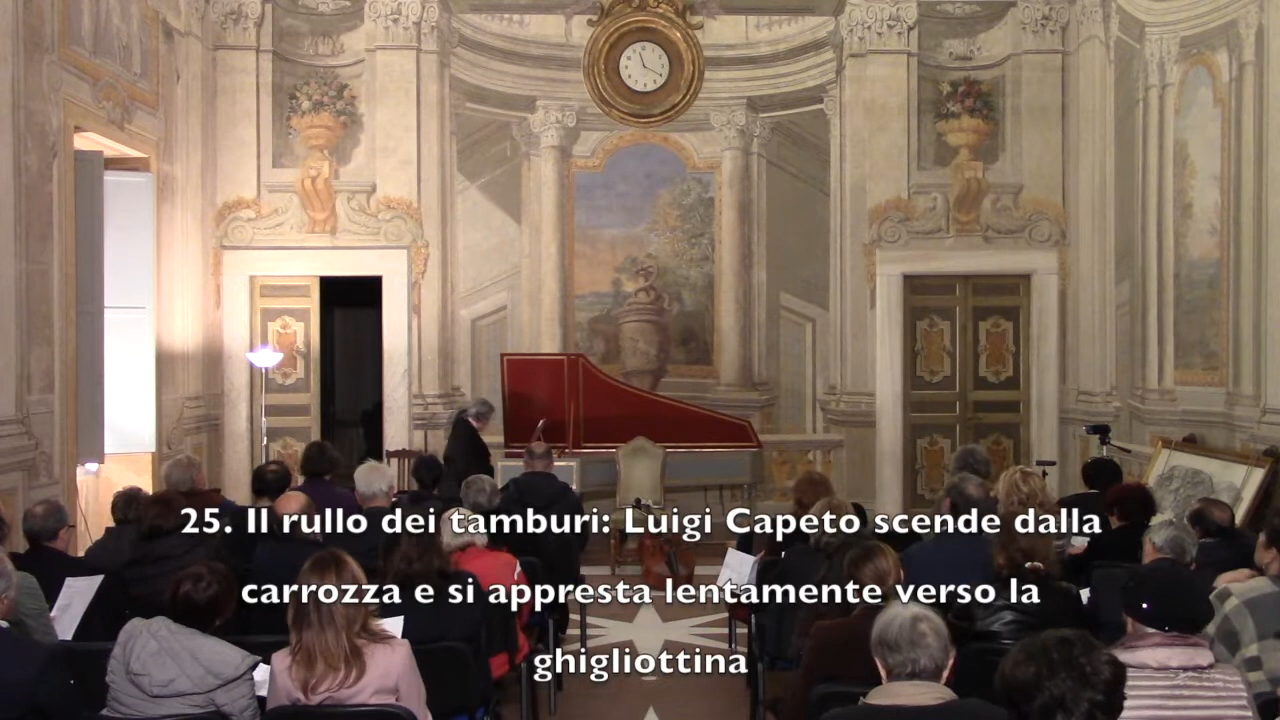 25. Il rullo dei tamburi: Luigi Capeto scende dalla
carrozza e si appresta lentamente verso la
ghigliottina